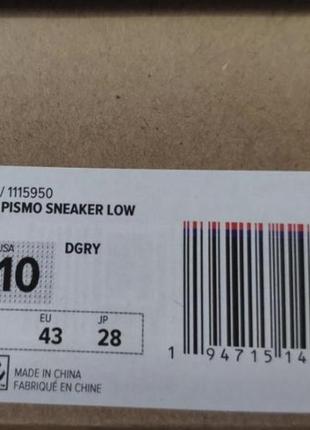 / 1115950
PISMO SNEAKER LOW
USA
10
DGRY
EU
43
JP
28
1 94715 14
MADE IN CHINA
FABRIQUÉ EN CHINE